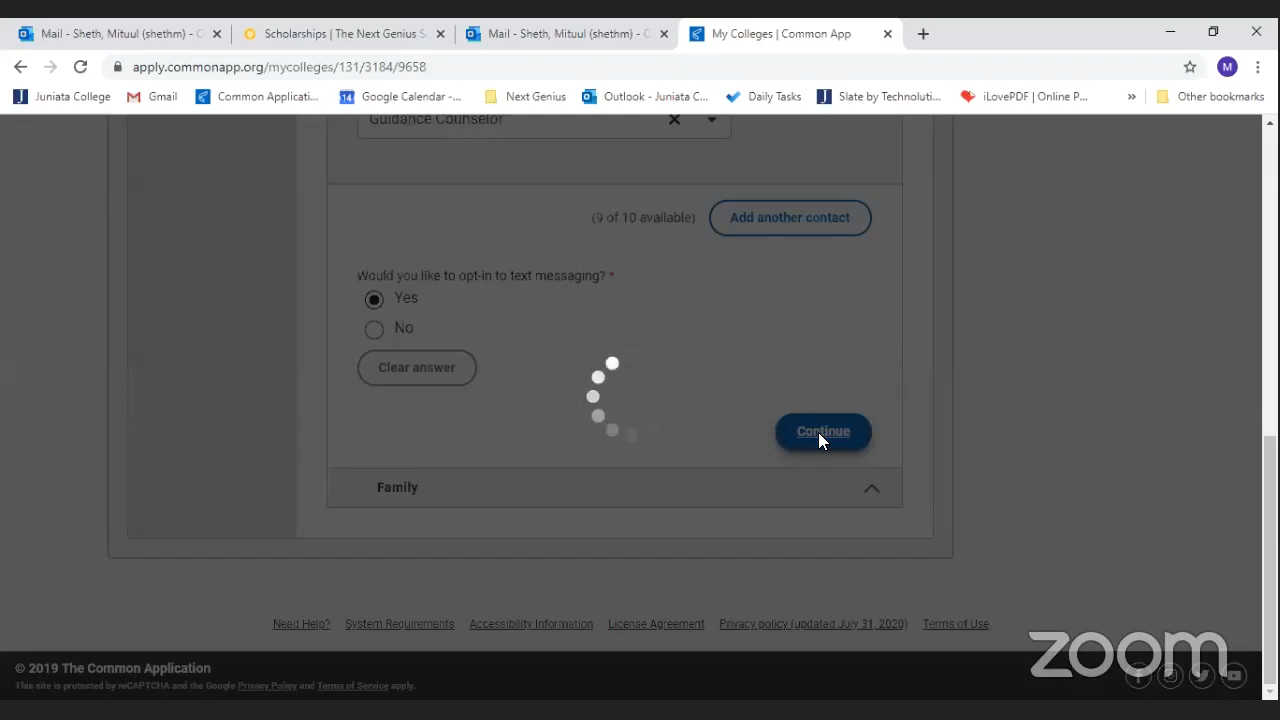 Mail - Sheth, Mituul (shethm) - C
Scholarships | The Next Genius S
Mail - Sheth, Mituul (shethm) - C
My Colleges | Common App
apply.commonapp.org/mycolleges/131/3184/9658
M
Juniata College
Gmail
Common Applicati...
14
Google Calendar -...
Next Genius
Outlook - Juniata C...
Daily Tasks
Slate by Technoluti...
iLovePDF | Online P...
»
Other bookmarks
Guidance Counselor
(9 of 10 available)
Add another contact
Would you like to opt-in to text messaging? *
Yes
No
Clear answer
Continue
Family
Need Help?
System Requirements
Accessibility Information
License Agreement
Privacy policy (updated July 31, 2020)
Terms of Use
© 2019 The Common Application
This site is protected by reCAPTCHA and the Google Privacy Policy and Terms of Service apply.
zoom